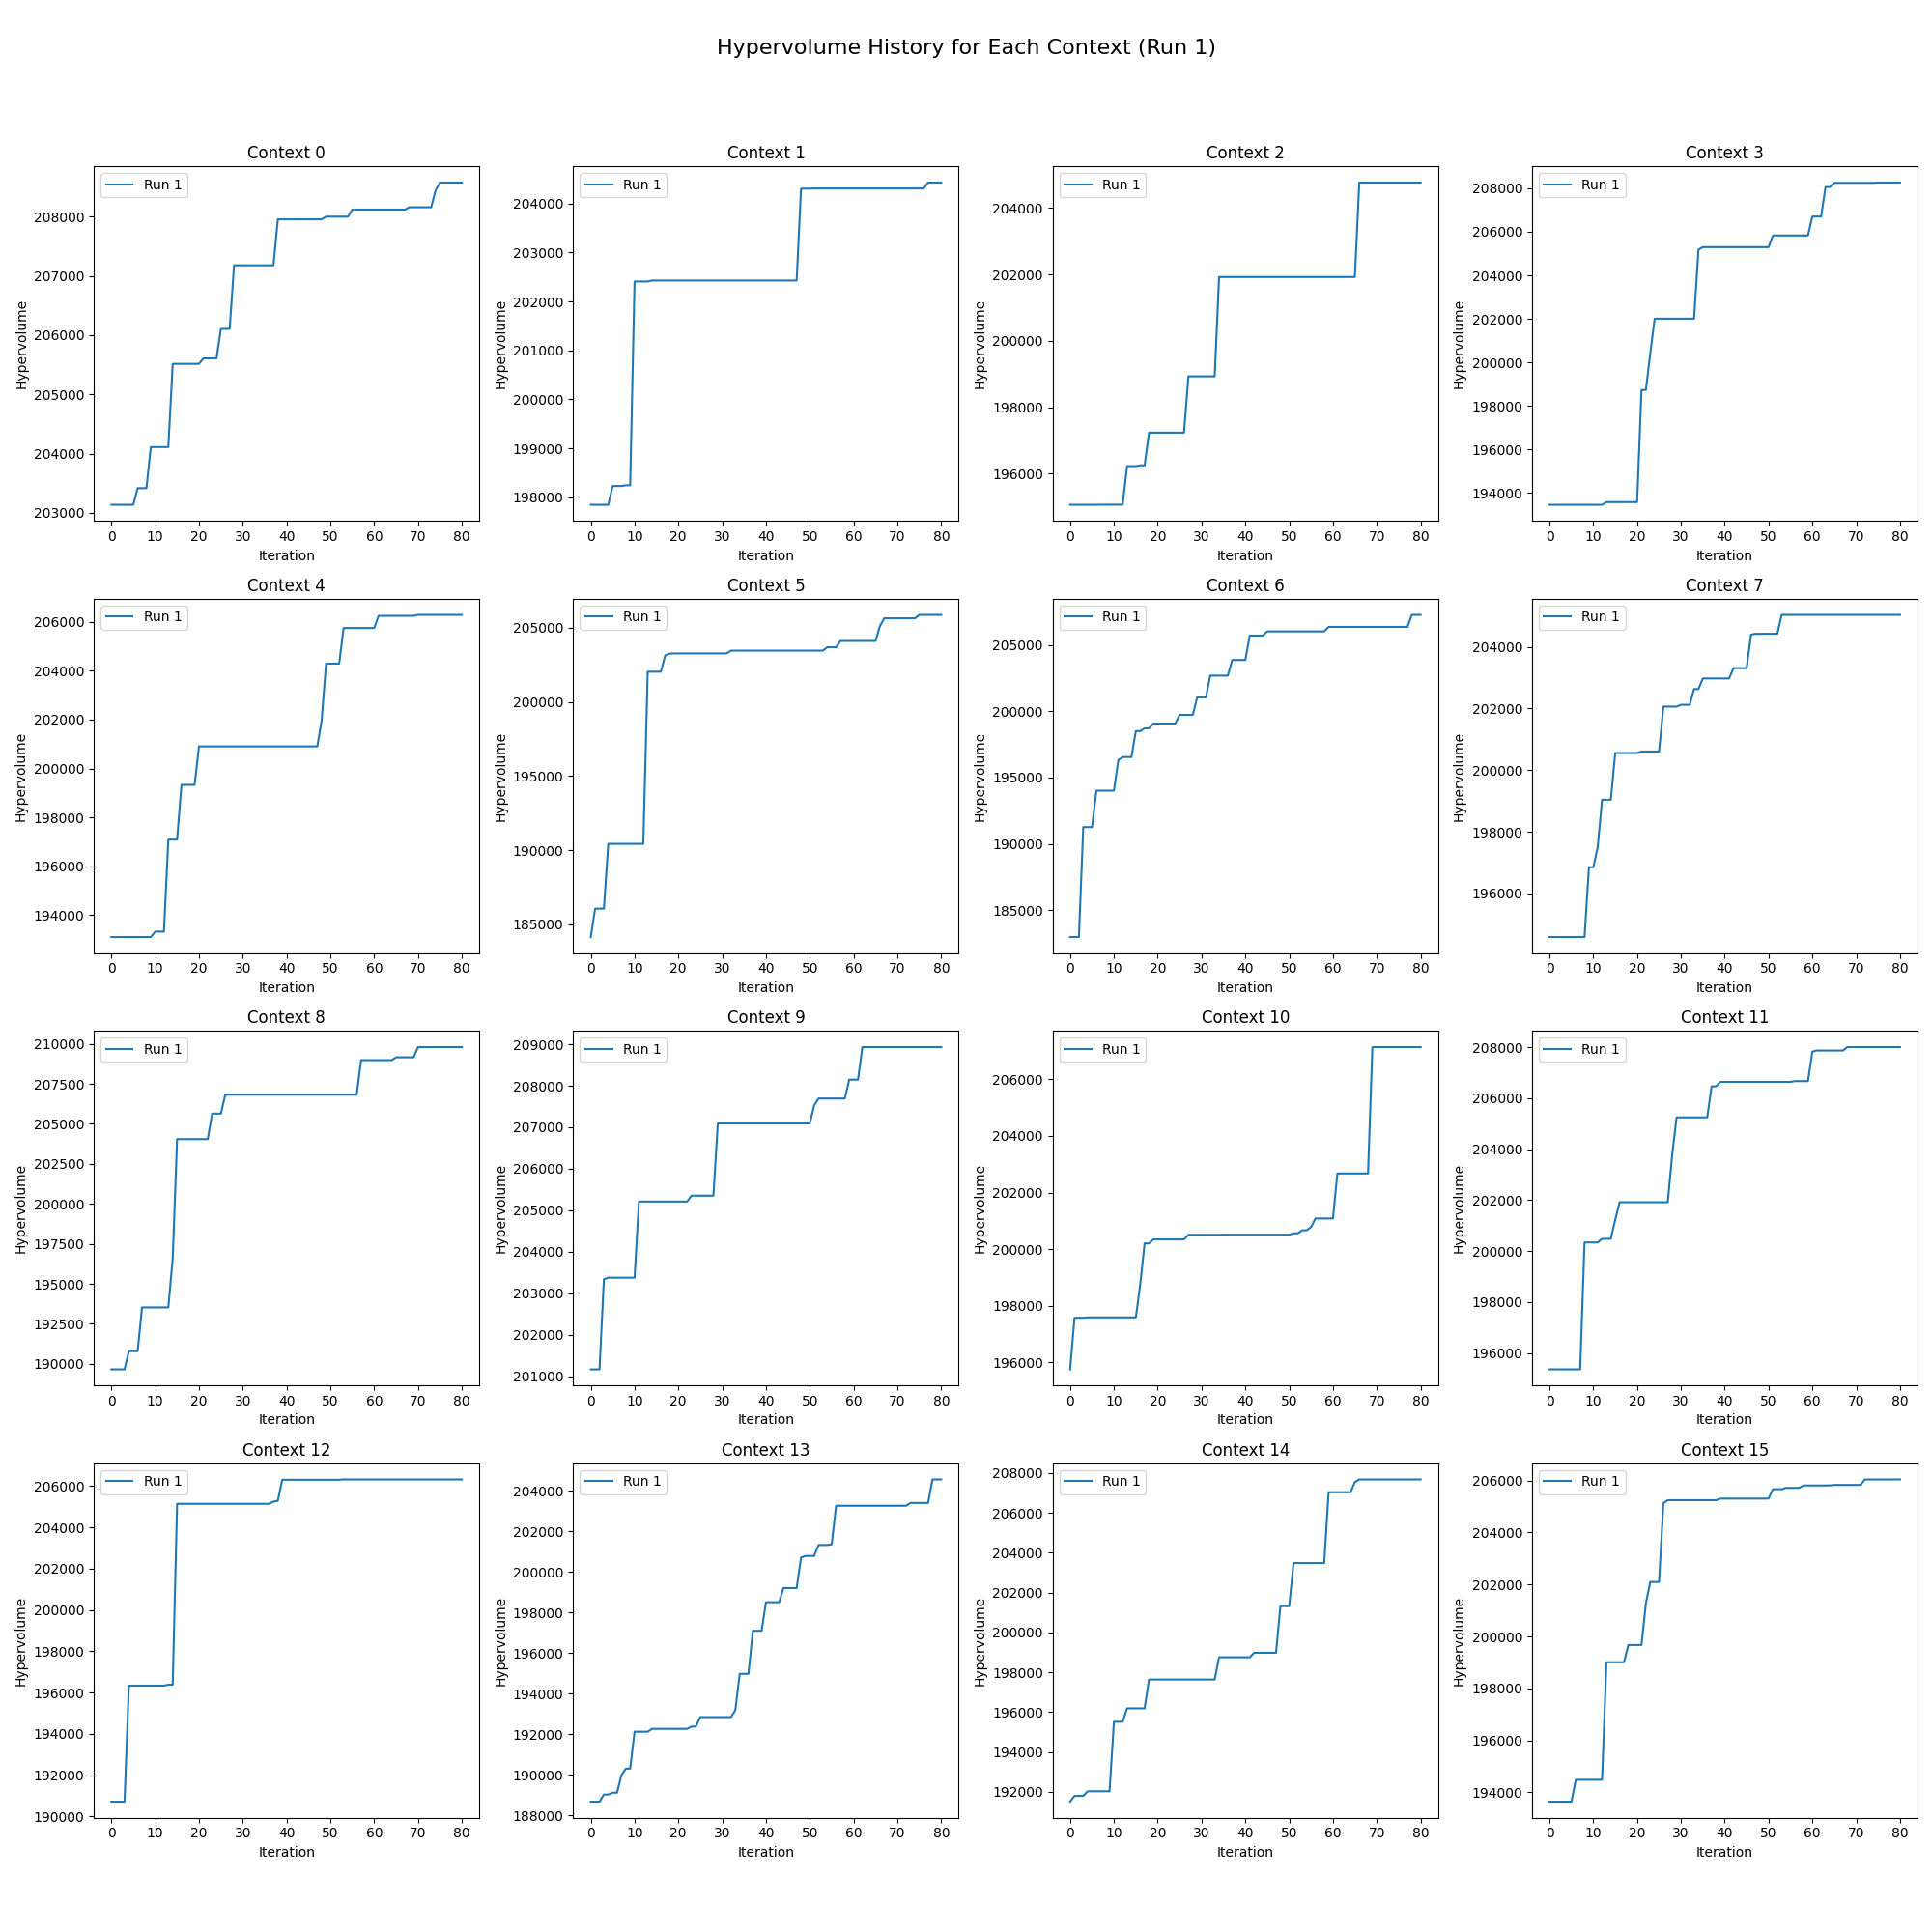 Hypervolume History for Each Context (Run 1)
Context 0
Run 1
Hypervolume
208000
207000
206000
205000
204000
203000
0 10 20 30 40 50 60 70 80
Iteration
Context 1
Run 1
Hypervolume
204000
203000
202000
201000
200000
199000
198000
0 10 20 30 40 50 60 70 80
Iteration
Context 2
Run 1
Hypervolume
204000
202000
200000
198000
196000
0 10 20 30 40 50 60 70 80
Iteration
Context 3
Run 1
Hypervolume
208000
206000
204000
202000
200000
198000
196000
194000
0 10 20 30 40 50 60 70 80
Iteration
Context 4
Run 1
Hypervolume
206000
204000
202000
200000
198000
196000
194000
0 10 20 30 40 50 60 70 80
Iteration
Context 5
Run 1
Hypervolume
205000
200000
195000
190000
185000
0 10 20 30 40 50 60 70 80
Iteration
Context 6
Run 1
Hypervolume
205000
200000
195000
190000
185000
0 10 20 30 40 50 60 70 80
Iteration
Context 7
Run 1
Hypervolume
204000
202000
200000
198000
196000
0 10 20 30 40 50 60 70 80
Iteration
Context 8
Run 1
Hypervolume
210000
207500
205000
202500
200000
197500
195000
192500
190000
0 10 20 30 40 50 60 70 80
Iteration
Context 9
Run 1
Hypervolume
209000
208000
207000
206000
205000
204000
203000
202000
201000
0 10 20 30 40 50 60 70 80
Iteration
Context 10
Run 1
Hypervolume
206000
204000
202000
200000
198000
196000
0 10 20 30 40 50 60 70 80
Iteration
Context 11
Run 1
Hypervolume
208000
206000
204000
202000
200000
198000
196000
0 10 20 30 40 50 60 70 80
Iteration
Context 12
Run 1
Hypervolume
206000
204000
202000
200000
198000
196000
194000
192000
190000
0 10 20 30 40 50 60 70 80
Iteration
Context 13
Run 1
Hypervolume
204000
202000
200000
198000
196000
194000
192000
190000
188000
0 10 20 30 40 50 60 70 80
Iteration
Context 14
Run 1
Hypervolume
208000
206000
204000
202000
200000
198000
196000
194000
192000
0 10 20 30 40 50 60 70 80
Iteration
Context 15
Run 1
Hypervolume
206000
204000
202000
200000
198000
196000
194000
0 10 20 30 40 50 60 70 80
Iteration